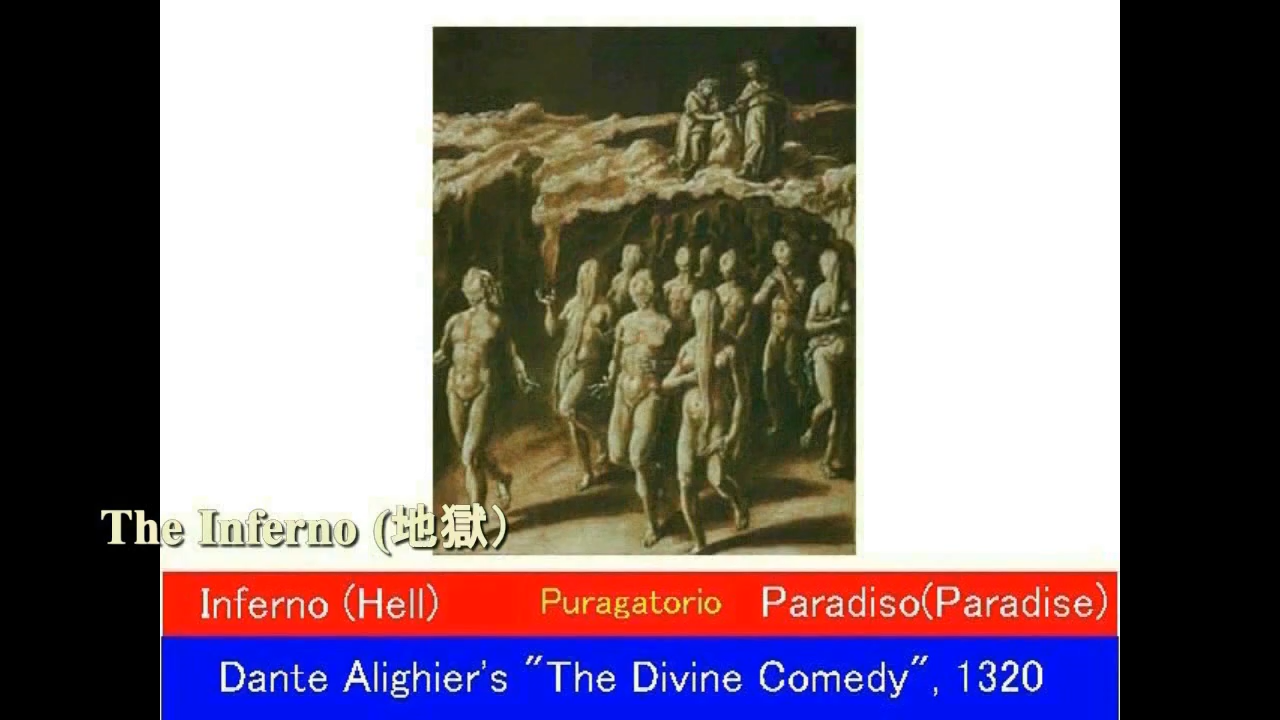 The Inferno (地獄)
Inferno (Hell) Puragatorio Paradiso(Paradise)
Dante Alighier's "The Divine Comedy", 1320